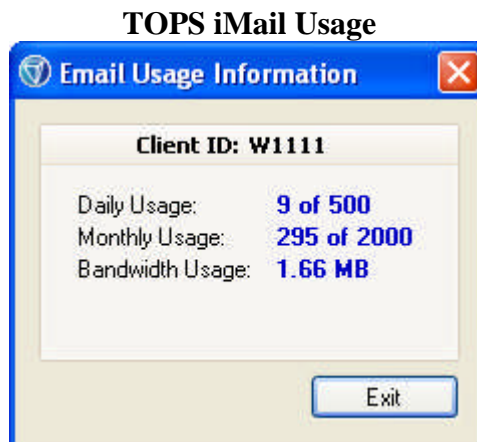 TOPS iMail Usage
Email Usage Information
Client ID: W1111
Daily Usage: 9 of 500
Monthly Usage: 295 of 2000
Bandwidth Usage: 1.66 MB
Exit